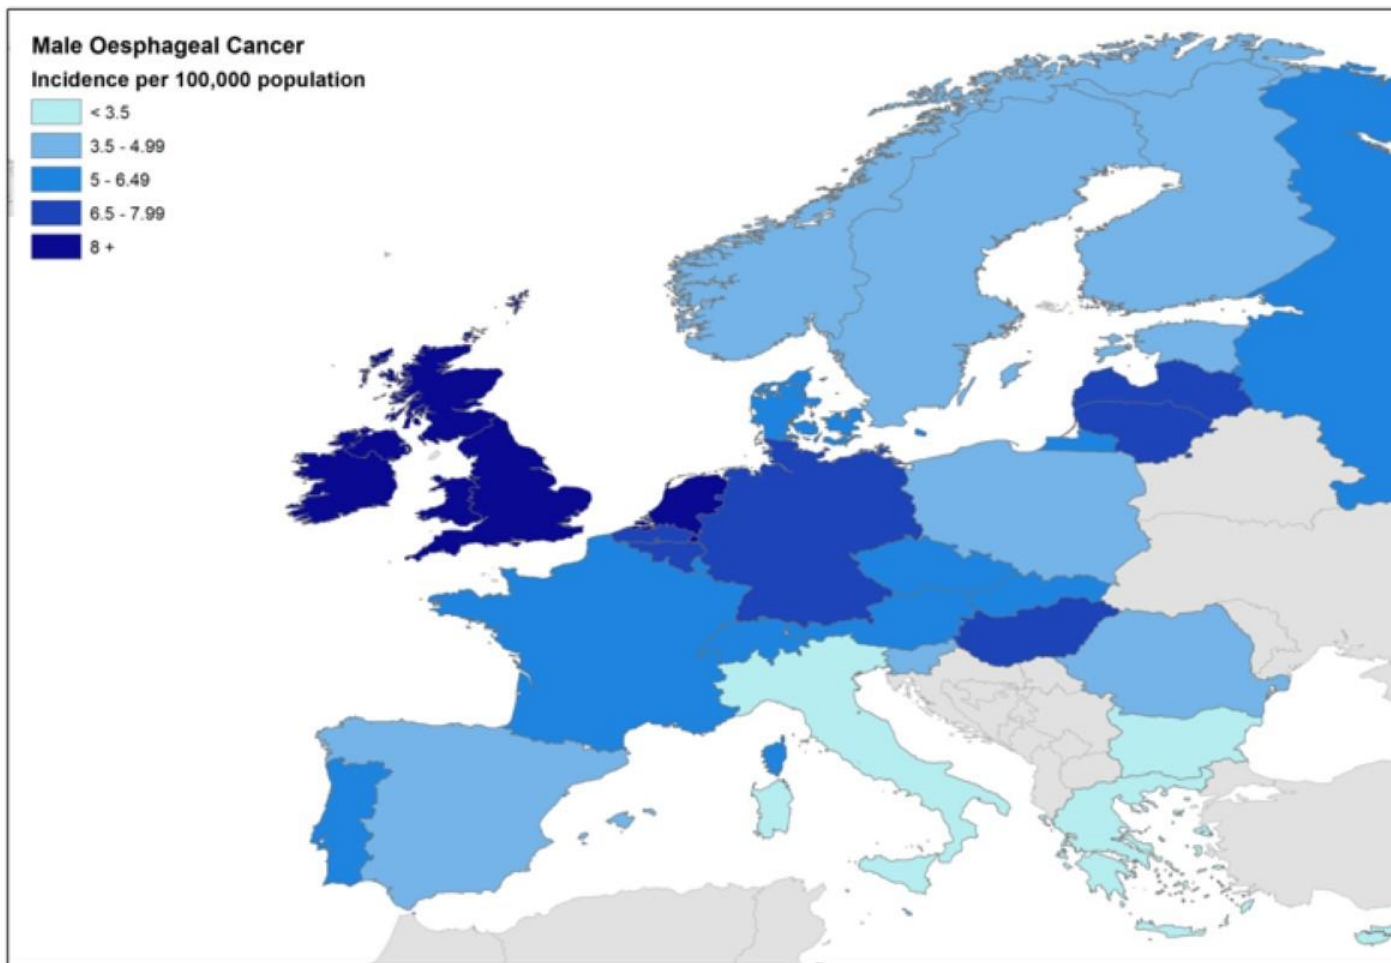 Male Oesphageal Cancer
Incidence per 100,000 population
< 3.5
3.5 - 4.99
5 - 6.49
6.5 - 7.99
8 +